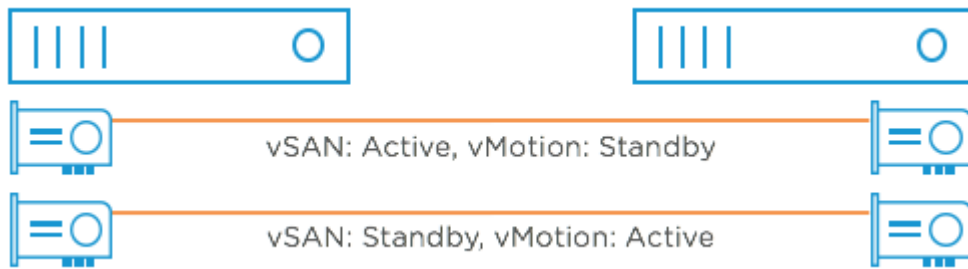 vSAN: Active, vMotion: Standby
vSAN: Standby, vMotion: Active